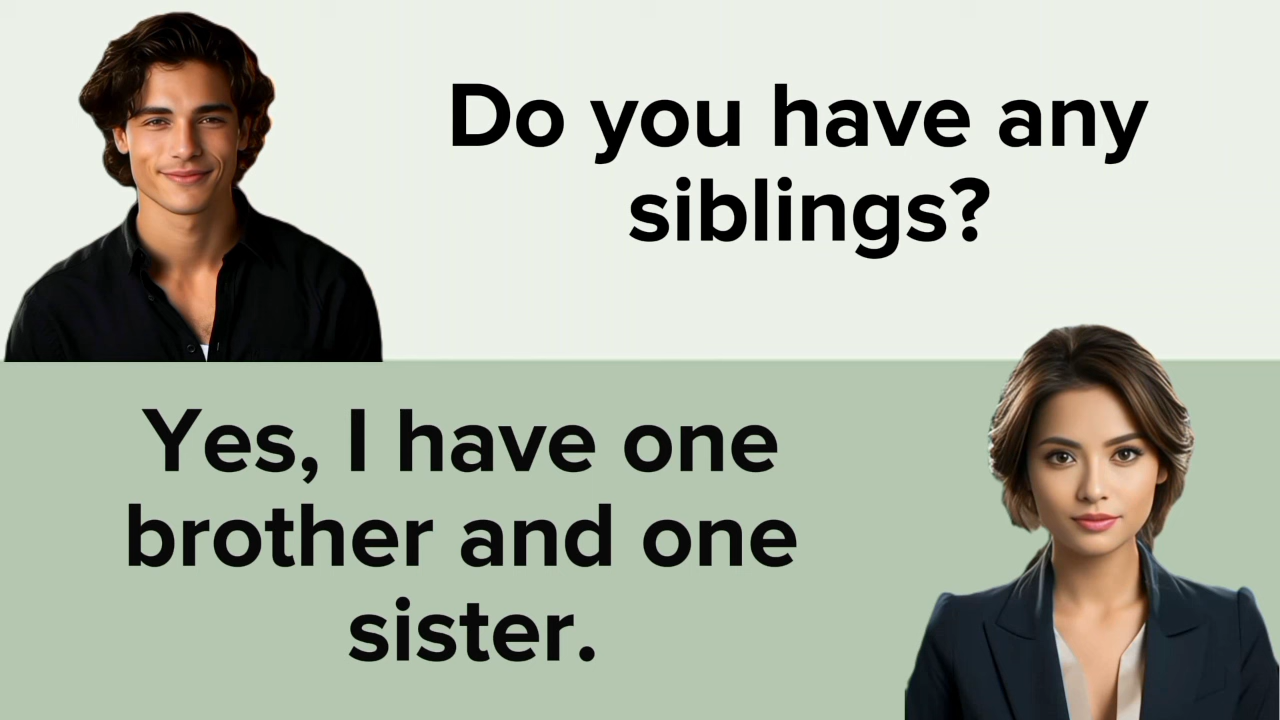 Do you have any
siblings?
Yes, I have one
brother and one
sister.